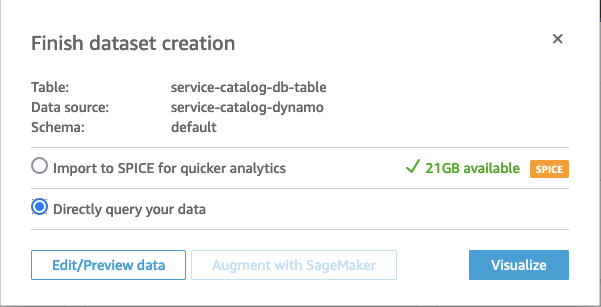 Finish dataset creation
Table: service-catalog-db-table
Data source: service-catalog-dynamo
Schema: default
Import to SPICE for quicker analytics 21GB available SPICE
Directly query your data
Edit/Preview data Augment with SageMaker Visualize